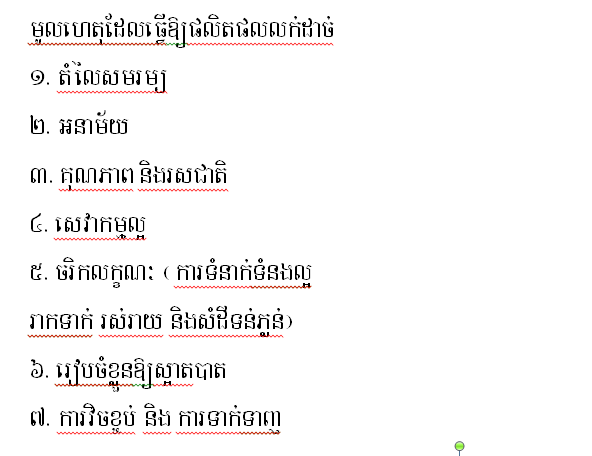 មូលហេតុដែលធ្វើឱ្យផលិតផលលក់ដាច់
១. តំលៃសមរម្យ
២. អនាម័យ
៣. គុណភាព និងរសជាតិ
៤. សេវាកម្មល្អ
៥. ចរិកលក្ខណៈ ( ការទំនាក់ទំនងល្អ
រាកទាក់ រស់រាយ និងសំដីទន់ភ្លន់)
៦. រៀបចំខ្លួនឱ្យស្អាតបាត
៧. ការវិចខ្ចប់ និង ការទាក់ទាញ